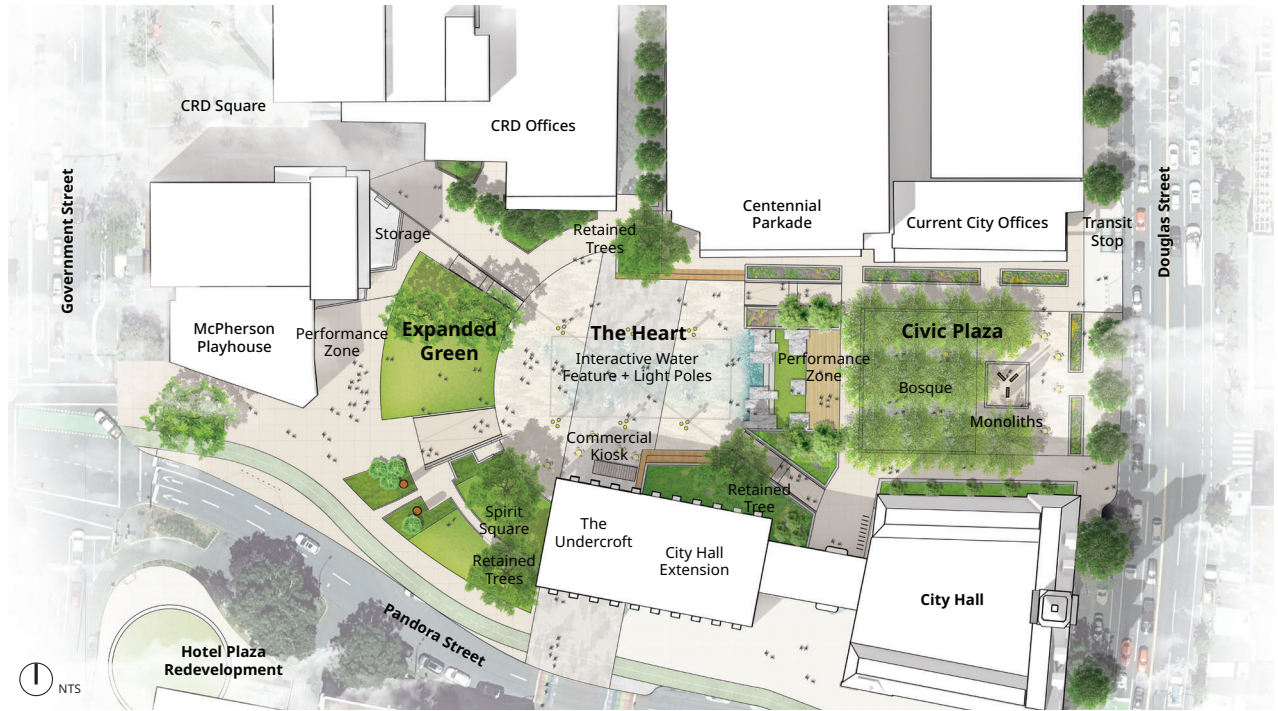 CRD Square
CRD Offices
Government Street
Douglas Street
Centennial
Parkade
Current City Offices
Transit
Stop
Storage
Retained
Trees
McPherson
Playhouse
Performance
Zone
Expanded
Green
The Heart
Interactive Water
Feature + Light Poles
Performance
Zone
Civic Plaza
Bosque
Monoliths
Commercial
Kiosk
Retained
Tree
Spirit
Square
The
Undercroft
City Hall
Extension
Retained
Trees
City Hall
Pandora Street
Hotel Plaza
Redevelopment
NTS